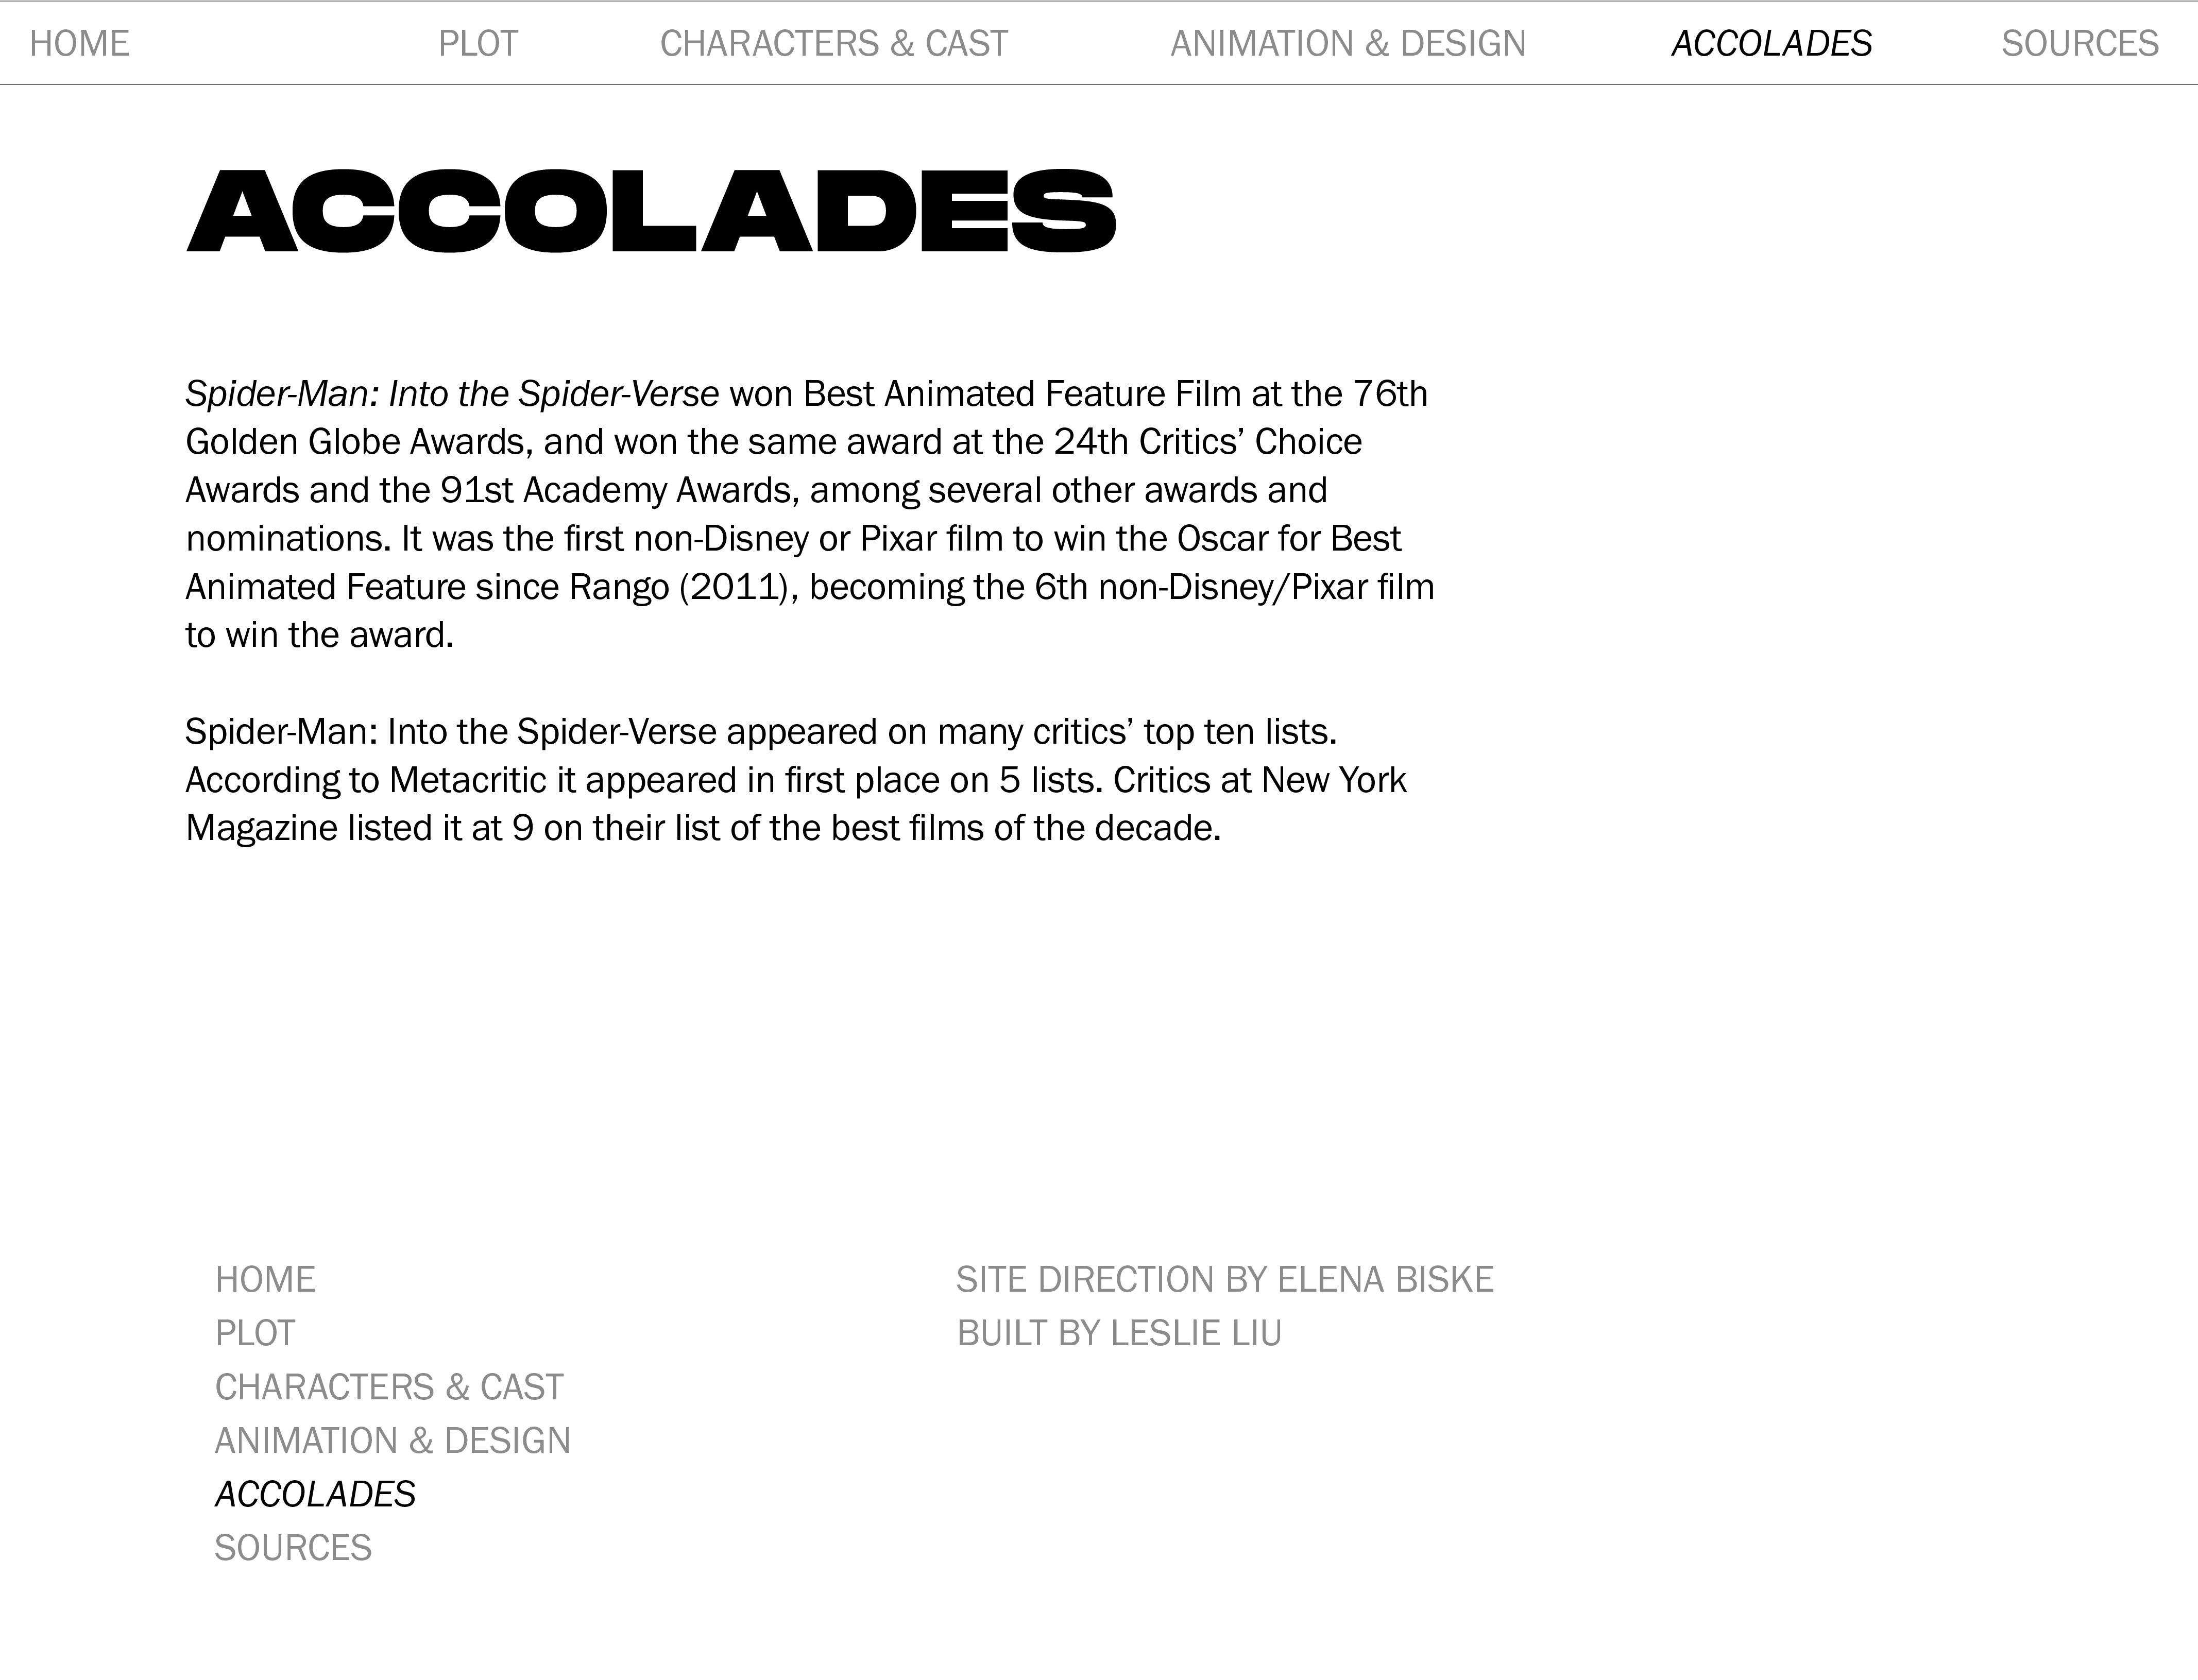 HOME PLOT CHARACTERS & CAST ANIMATION & DESIGN ACCOLADES SOURCES
ACCOLADES
Spider-Man: Into the Spider-Verse won Best Animated Feature Film at the 76th
Golden Globe Awards, and won the same award at the 24th Critics’ Choice
Awards and the 91st Academy Awards, among several other awards and
nominations. It was the first non-Disney or Pixar film to win the Oscar for Best
Animated Feature since Rango (2011), becoming the 6th non-Disney/Pixar film
to win the award.
Spider-Man: Into the Spider-Verse appeared on many critics’ top ten lists.
According to Metacritic it appeared in first place on 5 lists. Critics at New York
Magazine listed it at 9 on their list of the best films of the decade.
HOME
PLOT
CHARACTERS & CAST
ANIMATION & DESIGN
ACCOLADES
SOURCES
SITE DIRECTION BY ELENA BISKE
BUILT BY LESLIE LIU